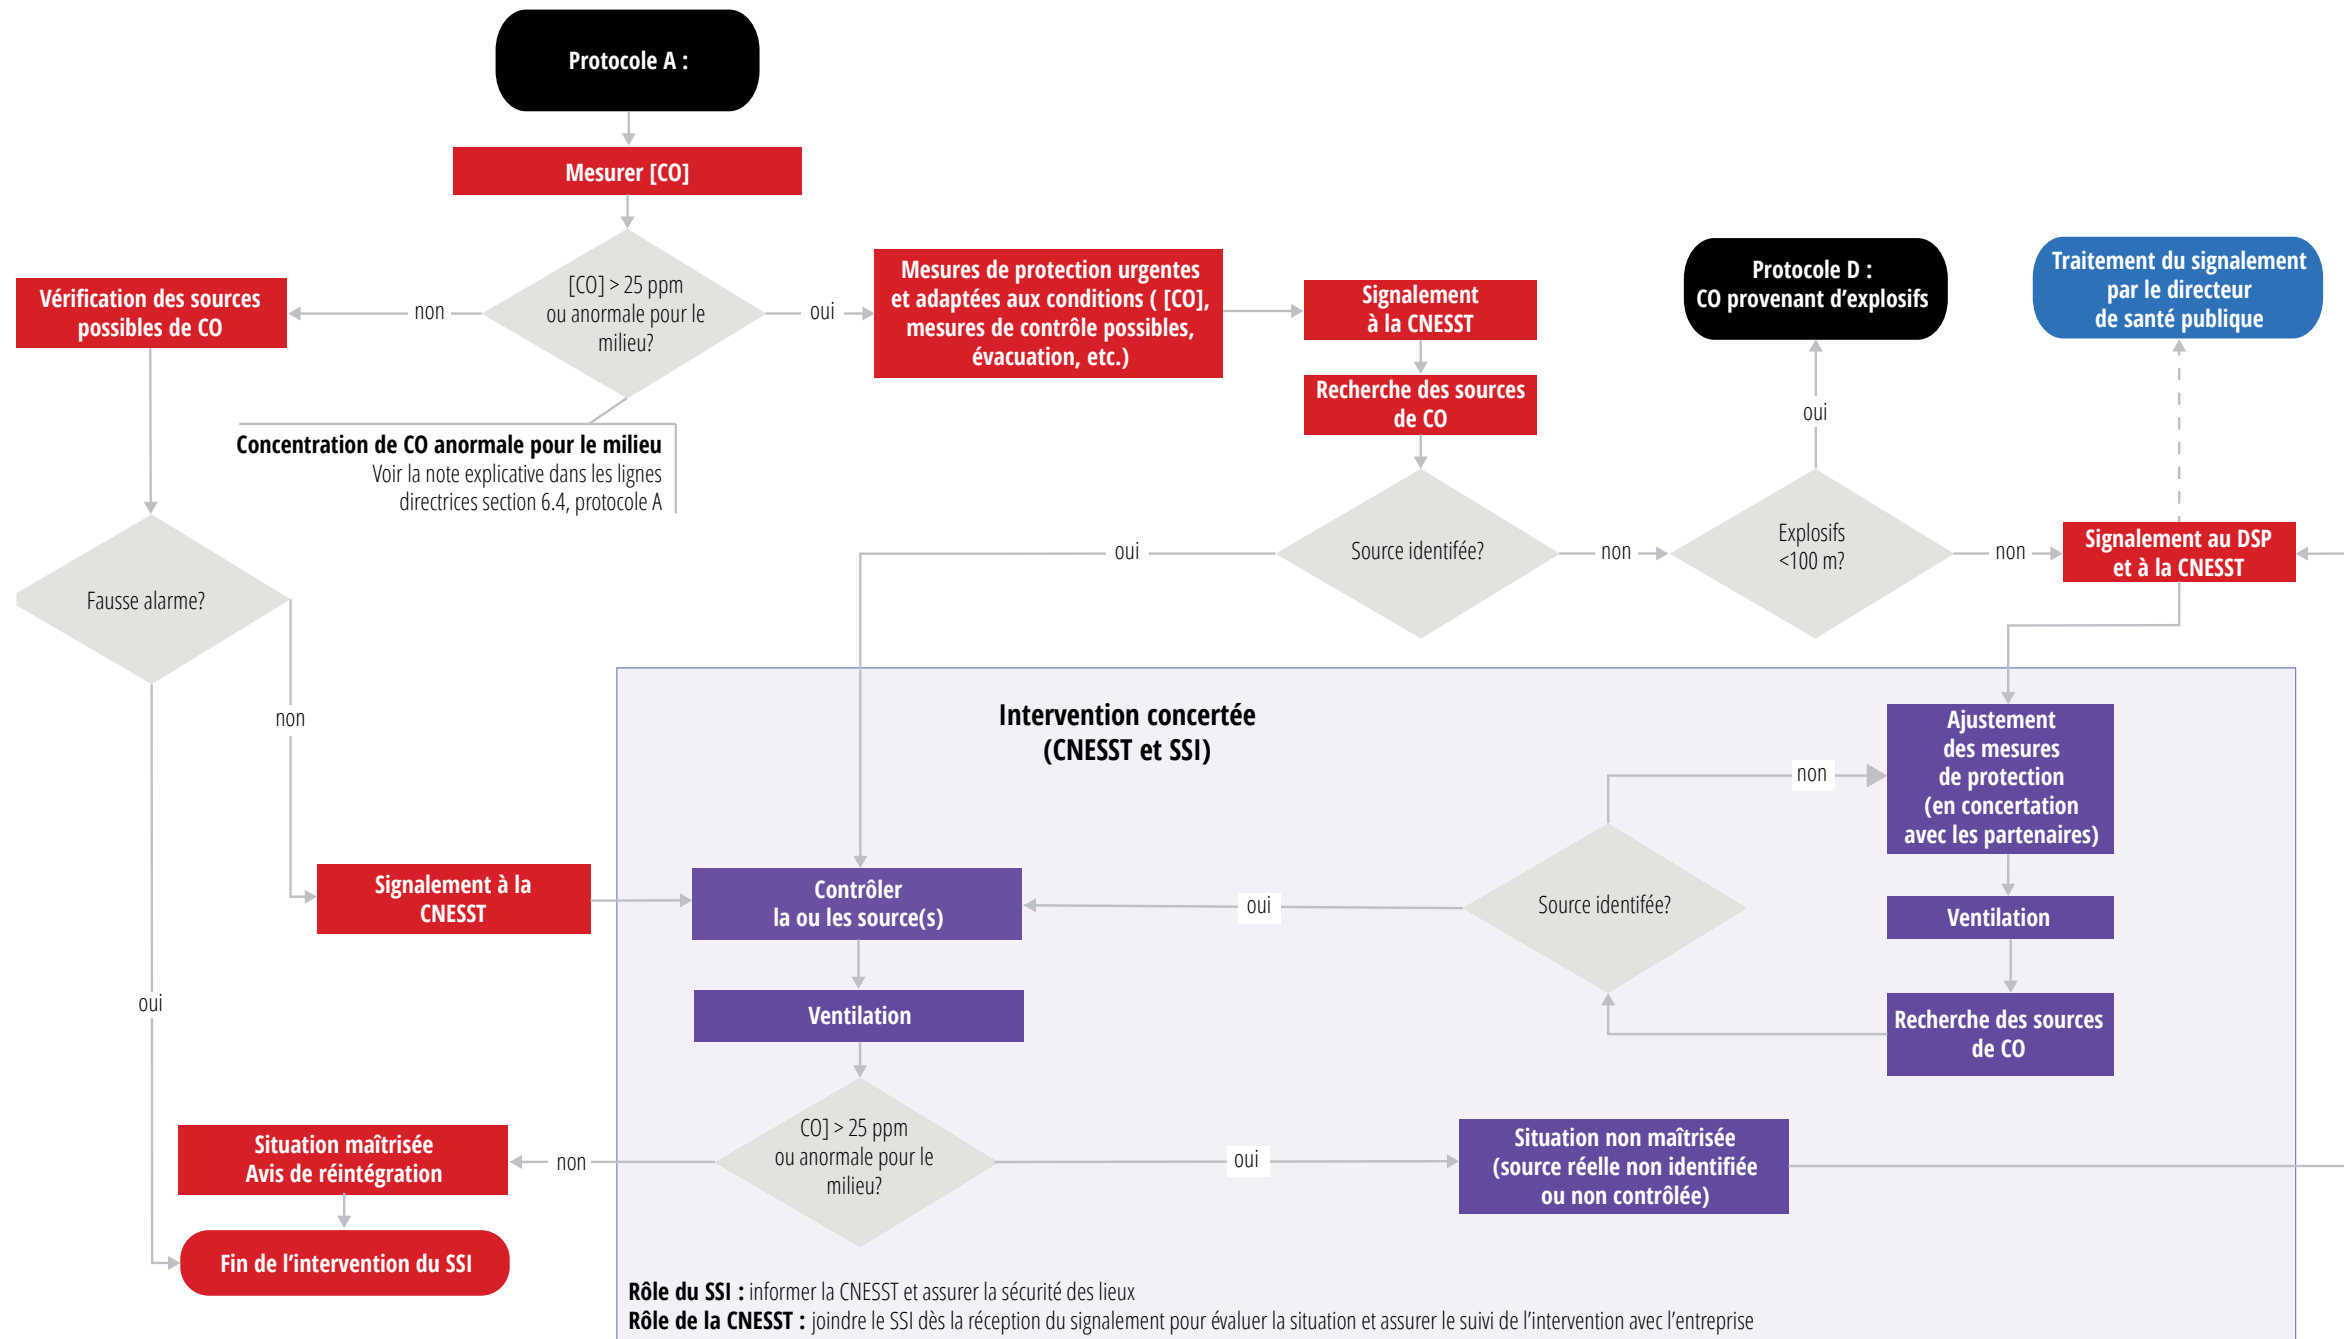 Protocole A :
Mesurer [CO]
[CO] > 25 ppm
ou anormale pour le
milieu?
non
oui
Vérification des sources
possibles de CO
Mesures de protection urgentes
et adaptées aux conditions ( [CO],
mesures de contrôle possibles,
évacuation, etc.)
Signalement
à la CNESST
Recherche des sources
de CO
Protocole D :
CO provenant d'explosifs
Traitement du signalement
par le directeur
de santé publique
oui
Concentration de CO anormale pour le milieu
Voir la note explicative dans les lignes
directrices section 6.4, protocole A
Fausse alarme?
oui
Source identifée?
non
Explosifs
<100 m?
non
Signalement au DSP
et à la CNESST
non
Intervention concertée
(CNESST et SSI)
Ajustement
des mesures
de protection
(en concertation
avec les partenaires)
non
Signalement à la
CNESST
Contrôler
la ou les source(s)
oui
Source identifée?
Ventilation
oui
Ventilation
Recherche des sources
de CO
CO] > 25 ppm
ou anormale pour le
milieu?
Situation maîtrisée
Avis de réintégration
non
oui
Situation non maîtrisée
(source réelle non identifiée
ou non contrôlée)
Fin de l'intervention du SSI
Rôle du SSI : informer la CNESST et assurer la sécurité des lieux
Rôle de la CNESST : joindre le SSI dès la réception du signalement pour évaluer la situation et assurer le suivi de l'intervention avec l'entreprise